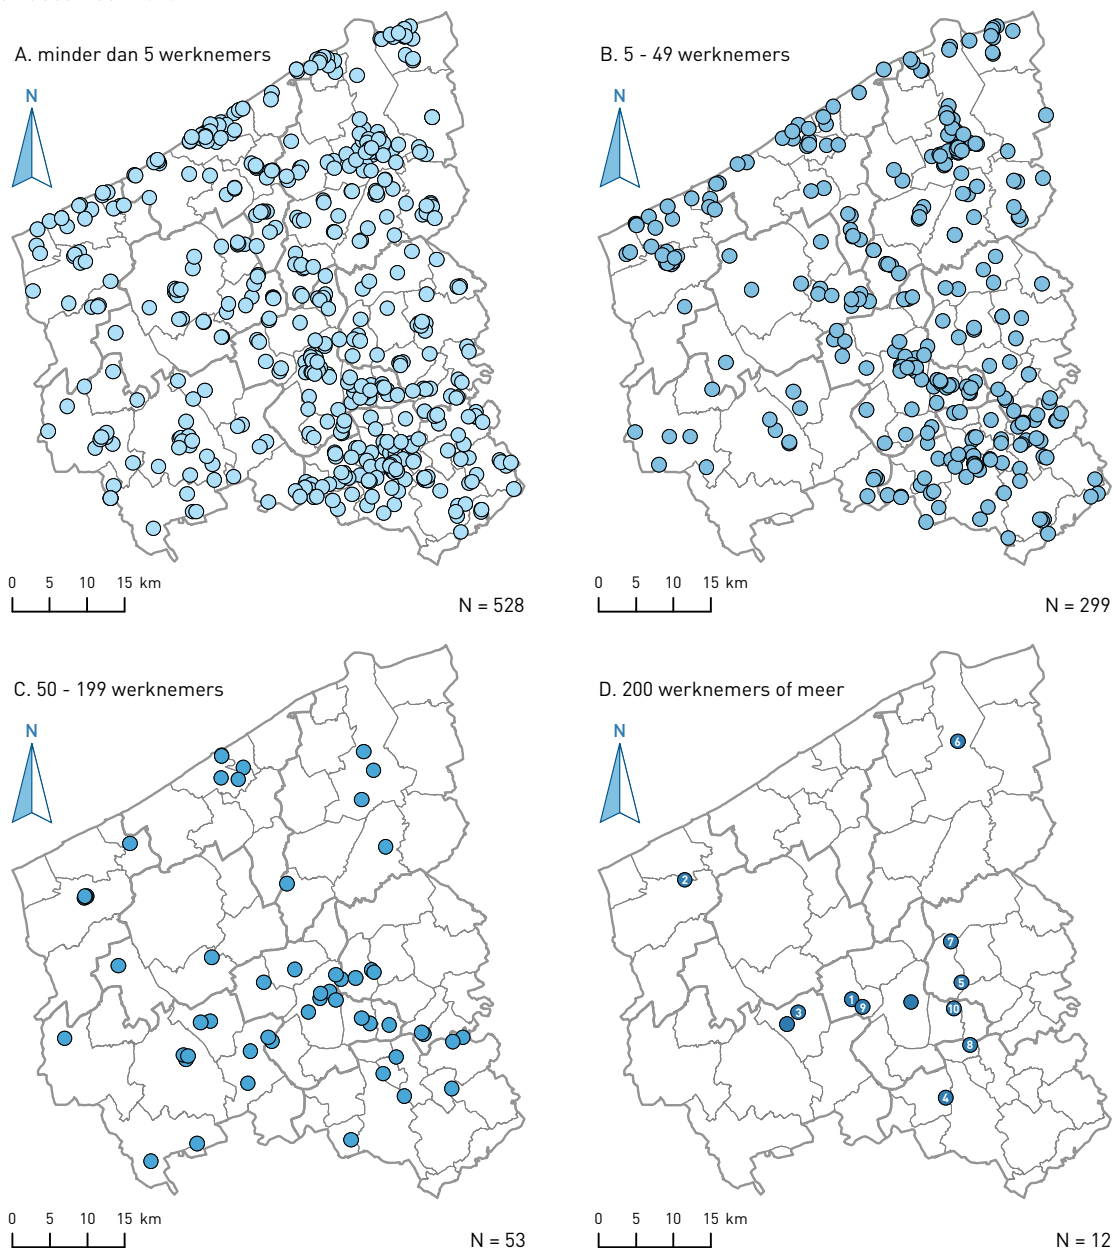 A. minder dan 5 werknemers
N
0 5 10 15 km
N = 528
B. 5 - 49 werknemers
N
0 5 10 15 km
N = 299
C. 50 - 199 werknemers
N
0 5 10 15 km
N = 53
D. 200 werknemers of meer
N
6
2
7
5
1
9
3
10
8
4
0 5 10 15 km
N = 12